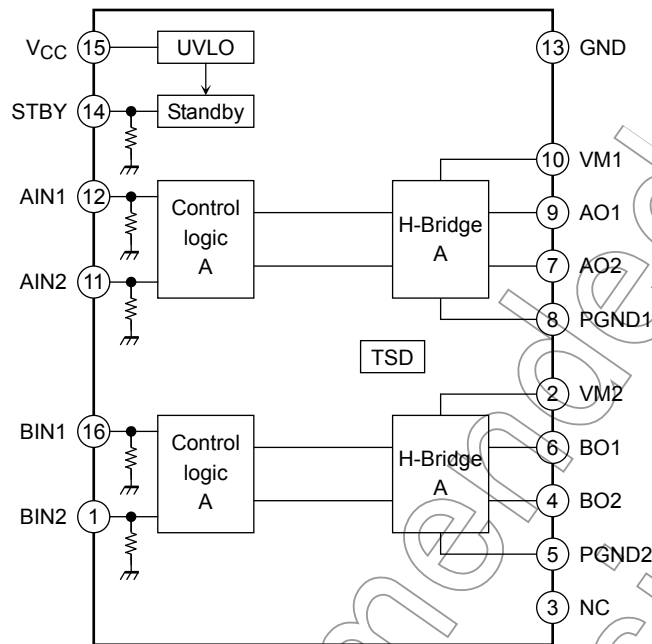 VCC 15 UVLO 13 GND
STBY 14 Standby
10 VM1
AIN1 12 Control logic A H-Bridge A 9 AO1
AIN2 11 7 AO2
8 PGND1
TSD
2 VM2
BIN1 16 Control logic A H-Bridge A 6 BO1
BIN2 1 4 BO2
5 PGND2
3 NC